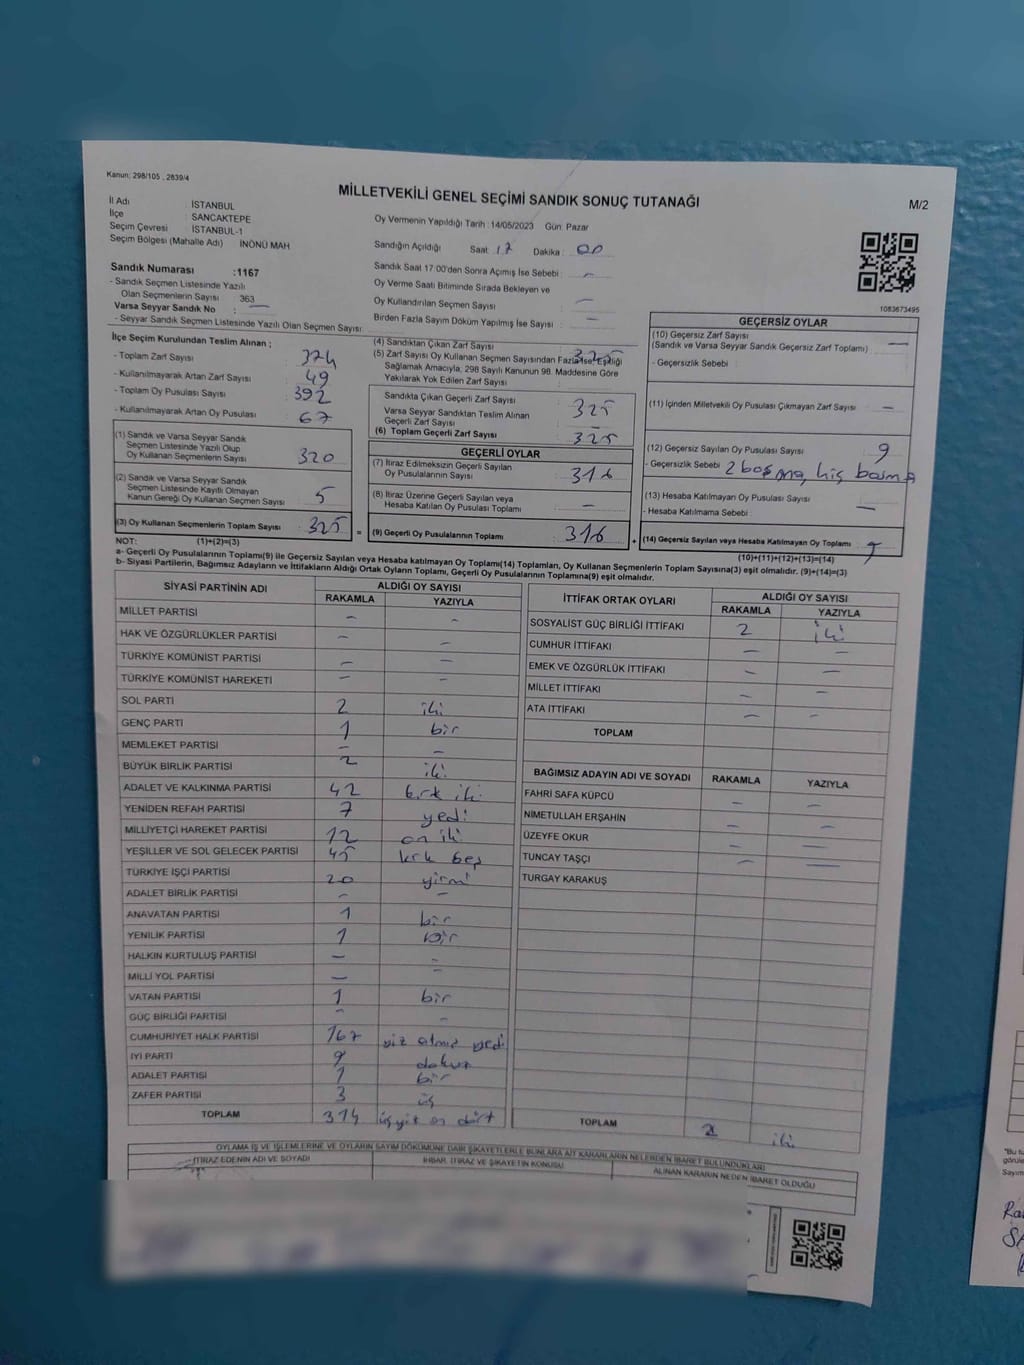 Kanun: 298/105 , 2839/4
MİLLETVEKİLİ GENEL SEÇİMİ SANDIK SONUÇ TUTANAĞI
M/2
İl Adı : İSTANBUL
İlçe : SANCAKTEPE
Seçim Çevresi : İSTANBUL-1
Seçim Bölgesi (Mahalle Adı) İNÖNÜ MAH
Sandık Numarası :1167
- Sandık Seçmen Listesinde Yazılı
Olan Seçmenlerin Sayısı : 363
Varsa Seyyar Sandık No : —
- Seyyar Sandık Seçmen Listesinde Yazılı Olan Seçmen Sayısı:
Oy Vermenin Yapıldığı Tarih :14/05/2023 Gün: Pazar
Sandığın Açıldığı Saat: 17 Dakika: 00
Sandık Saat 17:00'den Sonra Açımış İse Sebebi: —
Oy Verme Saati Bitiminde Sırada Bekleyen ve
Oy Kullandırılan Seçmen Sayısı : —
Birden Fazla Sayım Döküm Yapılmış İse Sayısı : —
1083673495
İlçe Seçim Kurulundan Teslim Alınan ;
- Toplam Zarf Sayısı : 374
- Kullanılmayarak Artan Zarf Sayısı : 49
- Toplam Oy Pusulası Sayısı : 392
- Kullanılmayarak Artan Oy Pusulası : 67
(1) Sandık ve Varsa Seyyar Sandık
Seçmen Listesinde Yazılı Olup
Oy Kullanan Seçmenlerin Sayısı : 320
(2) Sandık ve Varsa Seyyar Sandık
Seçmen Listesinde Kayıtlı Olmayan
Kanun Gereği Oy Kullanan Seçmen Sayısı : 5
(3) Oy Kullanan Seçmenlerin Toplam Sayısı : 325
(4) Sandıktan Çıkan Zarf Sayısı : 325
(5) Zarf Sayısı Oy Kullanan Seçmen Sayısından Fazla İse, Eşitliği
Sağlamak Amacıyla, 298 Sayılı Kanunun 98. Maddesine Göre
Yakılarak Yok Edilen Zarf Sayısı :
Sandıkta Çıkan Geçerli Zarf Sayısı : 325
Varsa Seyyar Sandıktan Teslim Alınan
Geçerli Zarf Sayısı :
(6) Toplam Geçerli Zarf Sayısı : 325
GEÇERLİ OYLAR
(7) İtiraz Edilmeksizin Geçerli Sayılan
Oy Pusulalarının Sayısı : 316
(8) İtiraz Üzerine Geçerli Sayılan veya
Hesaba Katılan Oy Pusulası Toplamı : —
= (9) Geçerli Oy Pusulalarının Toplamı : 316
GEÇERSİZ OYLAR
(10) Geçersiz Zarf Sayısı
(Sandık ve Varsa Seyyar Sandık Geçersiz Zarf Toplamı) : —
- Geçersizlik Sebebi :
(11) İçinden Milletvekili Oy Pusulası Çıkmayan Zarf Sayısı : —
(12) Geçersiz Sayılan Oy Pusulası Sayısı : 9
- Geçersizlik Sebebi : 2 hiç
(13) Hesaba Katılmayan Oy Pusulası Sayısı : —
- Hesaba Katılmama Sebebi :
+ (14) Geçersiz Sayılan veya Hesaba Katılmayan Oy Toplamı : 9
NOT: (1)+(2)=(3)
(10)+(11)+(12)+(13)=(14)
a- Geçerli Oy Pusulalarının Toplamı(9) ile Geçersiz Sayılan veya Hesaba katılmayan Oy Toplamı(14) Toplamları, Oy Kullanan Seçmenlerin Toplam Sayısına(3) eşit olmalıdır. (9)+(14)=(3)
b- Siyasi Partilerin, Bağımsız Adayların ve İttifakların Aldığı Ortak Oyların Toplamı, Geçerli Oy Pusulalarının Toplamına(9) eşit olmalıdır.
SİYASİ PARTİNİN ADI ALDIĞI OY SAYISI
RAKAMLA YAZIYLA
MİLLET PARTİSİ — —
HAK VE ÖZGÜRLÜKLER PARTİSİ — —
TÜRKİYE KOMÜNİST PARTİSİ — —
TÜRKİYE KOMÜNİST HAREKETİ — —
SOL PARTİ 2 iki
GENÇ PARTİ 1 bir
MEMLEKET PARTİSİ — —
BÜYÜK BİRLİK PARTİSİ 2 iki
ADALET VE KALKINMA PARTİSİ 42 kırk iki
YENİDEN REFAH PARTİSİ 7 yedi
MİLLİYETÇİ HAREKET PARTİSİ 12 on iki
YEŞİLLER VE SOL GELECEK PARTİSİ 45 kırk beş
TÜRKİYE İŞÇİ PARTİSİ 20 yirmi
ADALET BİRLİK PARTİSİ — —
ANAVATAN PARTİSİ 1 bir
YENİLİK PARTİSİ 1 bir
HALKIN KURTULUŞ PARTİSİ — —
MİLLİ YOL PARTİSİ — —
VATAN PARTİSİ 1 bir
GÜÇ BİRLİĞİ PARTİSİ — —
CUMHURİYET HALK PARTİSİ 167 yüz atmış yedi
İYİ PARTİ 9 dokuz
ADALET PARTİSİ 1 bir
ZAFER PARTİSİ 3 üç
TOPLAM 314 üçyüz on dört
İTTİFAK ORTAK OYLARI ALDIĞI OY SAYISI
RAKAMLA YAZIYLA
SOSYALİST GÜÇ BİRLİĞİ İTTİFAKI 2 iki
CUMHUR İTTİFAKI — —
EMEK VE ÖZGÜRLÜK İTTİFAKI — —
MİLLET İTTİFAKI — —
ATA İTTİFAKI — —
TOPLAM
BAĞIMSIZ ADAYIN ADI VE SOYADI RAKAMLA YAZIYLA
FAHRİ SAFA KÜPCÜ — —
NİMETULLAH ERŞAHİN — —
ÜZEYFE OKUR — —
TUNCAY TAŞÇI — —
TURGAY KARAKUŞ
TOPLAM 2 iki
OYLAMA İŞ VE İŞLEMLERİNE VE OYLARIN SAYIM DÖKÜMÜNE DAİR ŞİKAYETLERLE BUNLARA AİT KARARLARIN NELERDEN İBARET BULUNDUKLARI
İTİRAZ EDENİN ADI VE SOYADI İHBAR, İTİRAZ VE ŞİKAYETİN KONUSU ALINAN KARARIN NEDEN İBARET OLDUĞU